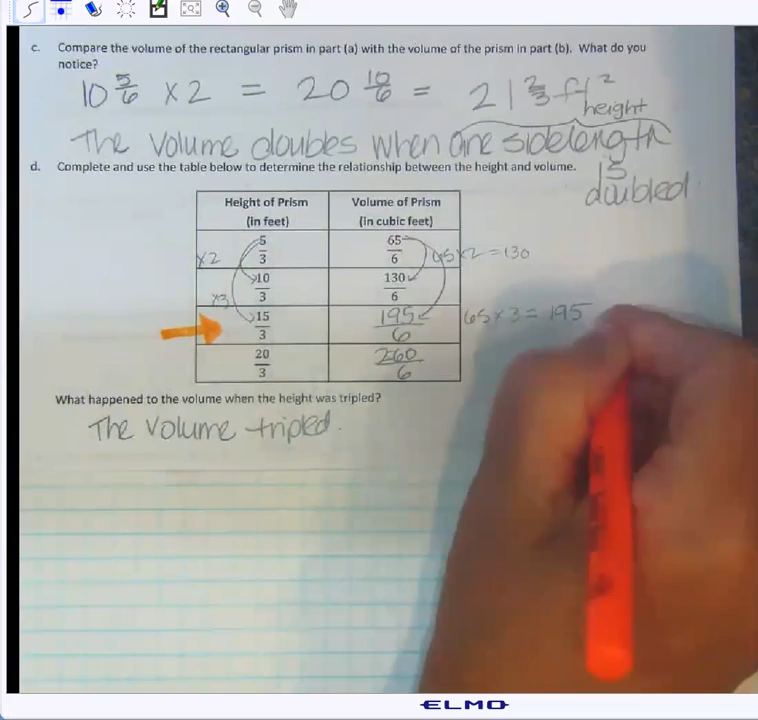 c. Compare the volume of the rectangular prism in part (a) with the volume of the prism in part (b). What do you
notice?
10 5/6 x 2 = 20 10/6 = 21 2/3 ft²
height
The Volume doubles when one sidelength
is
doubled.
d. Complete and use the table below to determine the relationship between the height and volume.
Height of Prism Volume of Prism
(in feet) (in cubic feet)
5/3 65/6
x2 65x2=130
10/3 130/6
x3
15/3 195/6 65x3=195
20/3 260/6
What happened to the volume when the height was tripled?
The Volume tripled.
ELMO